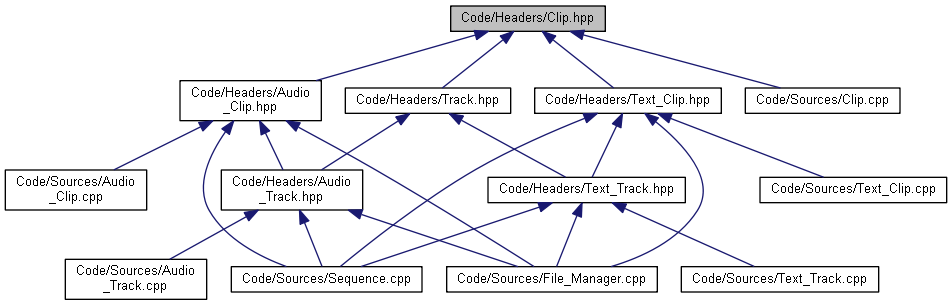 Code/Headers/Clip.hpp
Code/Headers/Audio
_Clip.hpp
Code/Headers/Track.hpp
Code/Headers/Text_Clip.hpp
Code/Sources/Clip.cpp
Code/Sources/Audio
_Clip.cpp
Code/Headers/Audio
_Track.hpp
Code/Headers/Text_Track.hpp
Code/Sources/Text_Clip.cpp
Code/Sources/Audio
_Track.cpp
Code/Sources/Sequence.cpp
Code/Sources/File_Manager.cpp
Code/Sources/Text_Track.cpp